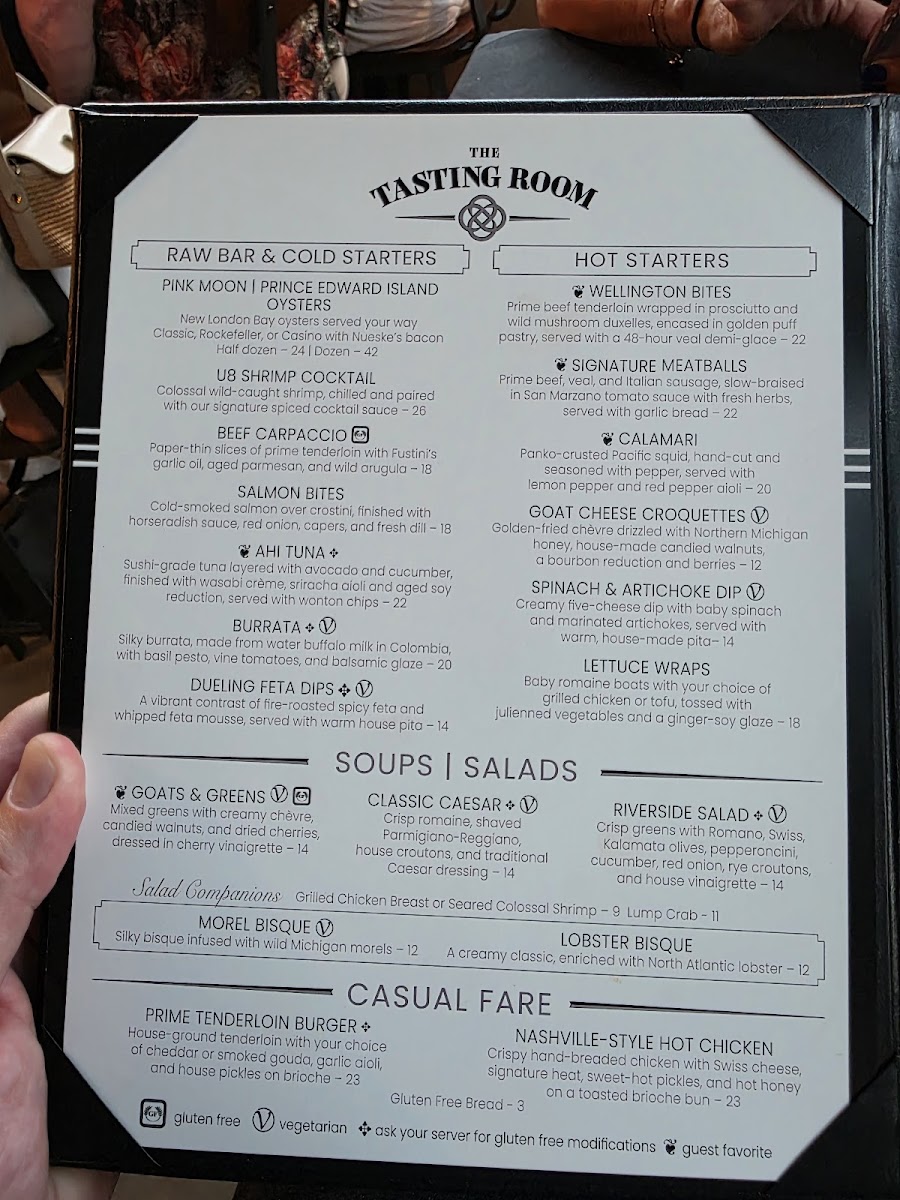 THE
TASTING ROOM
RAW BAR & COLD STARTERS
PINK MOON | PRINCE EDWARD ISLAND
OYSTERS
New London Bay oysters served your way
Classic, Rockefeller, or Casino with Nueske's bacon
Half dozen – 24 | Dozen – 42
U8 SHRIMP COCKTAIL
Colossal wild-caught shrimp, chilled and paired
with our signature spiced cocktail sauce – 26
BEEF CARPACCIO
Paper-thin slices of prime tenderloin with Fustini's
garlic oil, aged parmesan, and wild arugula – 18
SALMON BITES
Cold-smoked salmon over crostini, finished with
horseradish sauce, red onion, capers, and fresh dill – 18
AHI TUNA
Sushi-grade tuna layered with avocado and cucumber,
finished with wasabi crème, sriracha aioli and aged soy
reduction, served with wonton chips – 22
BURRATA V
Silky burrata, made from water buffalo milk in Colombia,
with basil pesto, vine tomatoes, and balsamic glaze – 20
DUELING FETA DIPS V
A vibrant contrast of fire-roasted spicy feta and
whipped feta mousse, served with warm house pita – 14
HOT STARTERS
WELLINGTON BITES
Prime beef tenderloin wrapped in prosciutto and
wild mushroom duxelles, encased in golden puff
pastry, served with a 48-hour veal demi-glace – 22
SIGNATURE MEATBALLS
Prime beef, veal, and Italian sausage, slow-braised
in San Marzano tomato sauce with fresh herbs,
served with garlic bread – 22
CALAMARI
Panko-crusted Pacific squid, hand-cut and
seasoned with pepper, served with
lemon pepper and red pepper aioli – 20
GOAT CHEESE CROQUETTES V
Golden-fried chèvre drizzled with Northern Michigan
honey, house-made candied walnuts,
a bourbon reduction and berries – 12
SPINACH & ARTICHOKE DIP V
Creamy five-cheese dip with baby spinach
and marinated artichokes, served with
warm, house-made pita– 14
LETTUCE WRAPS
Baby romaine boats with your choice of
grilled chicken or tofu, tossed with
julienned vegetables and a ginger-soy glaze – 18
SOUPS | SALADS
GOATS & GREENS V
Mixed greens with creamy chèvre,
candied walnuts, and dried cherries,
dressed in cherry vinaigrette – 14
CLASSIC CAESAR V
Crisp romaine, shaved
Parmigiano-Reggiano,
house croutons, and traditional
Caesar dressing – 14
RIVERSIDE SALAD V
Crisp greens with Romano, Swiss,
Kalamata olives, pepperoncini,
cucumber, red onion, rye croutons,
and house vinaigrette – 14
Salad Companions Grilled Chicken Breast or Seared Colossal Shrimp – 9 Lump Crab - 11
MOREL BISQUE V
Silky bisque infused with wild Michigan morels – 12
LOBSTER BISQUE
A creamy classic, enriched with North Atlantic lobster – 12
CASUAL FARE
PRIME TENDERLOIN BURGER
House-ground tenderloin with your choice
of cheddar or smoked gouda, garlic aioli,
and house pickles on brioche – 23
NASHVILLE-STYLE HOT CHICKEN
Crispy hand-breaded chicken with Swiss cheese,
signature heat, sweet-hot pickles, and hot honey
on a toasted brioche bun – 23
Gluten Free Bread - 3
GF gluten free V vegetarian ask your server for gluten free modifications guest favorite